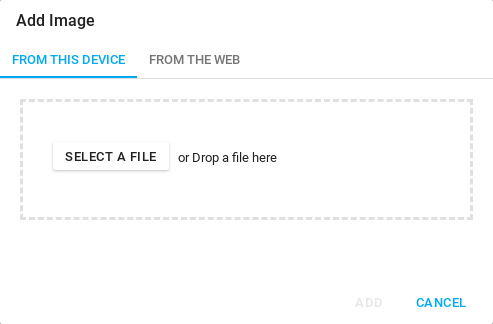 Add Image
FROM THIS DEVICE FROM THE WEB
SELECT A FILE or Drop a file here
ADD CANCEL